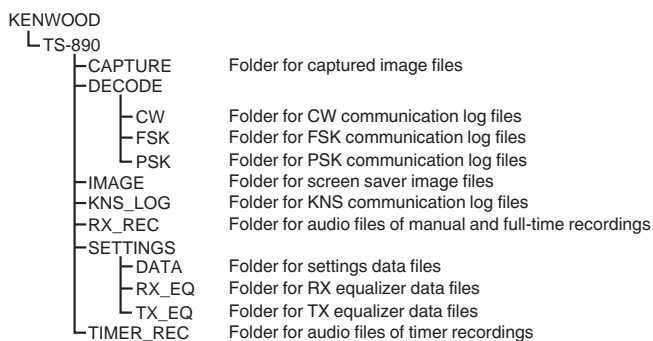 KENWOOD
TS-890
CAPTURE Folder for captured image files
DECODE
CW Folder for CW communication log files
FSK Folder for FSK communication log files
PSK Folder for PSK communication log files
IMAGE Folder for screen saver image files
KNS_LOG Folder for KNS communication log files
RX_REC Folder for audio files of manual and full-time recordings
SETTINGS
DATA Folder for settings data files
RX_EQ Folder for RX equalizer data files
TX_EQ Folder for TX equalizer data files
TIMER_REC Folder for audio files of timer recordings